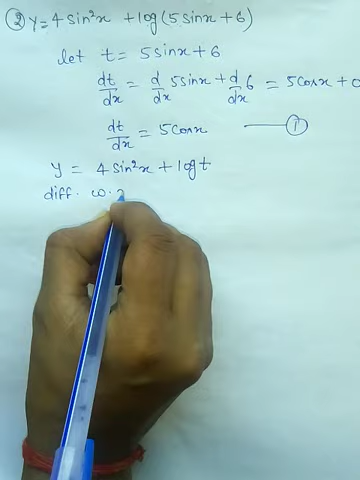 ② y = 4 sin²x + log(5 sinx + 6)
let t = 5 sinx + 6
dt/dx = d/dx 5 sinx + d/dx 6 = 5 cosx + 0
dt/dx = 5 cosx —— ①
y = 4 sin²x + log t
diff. w.